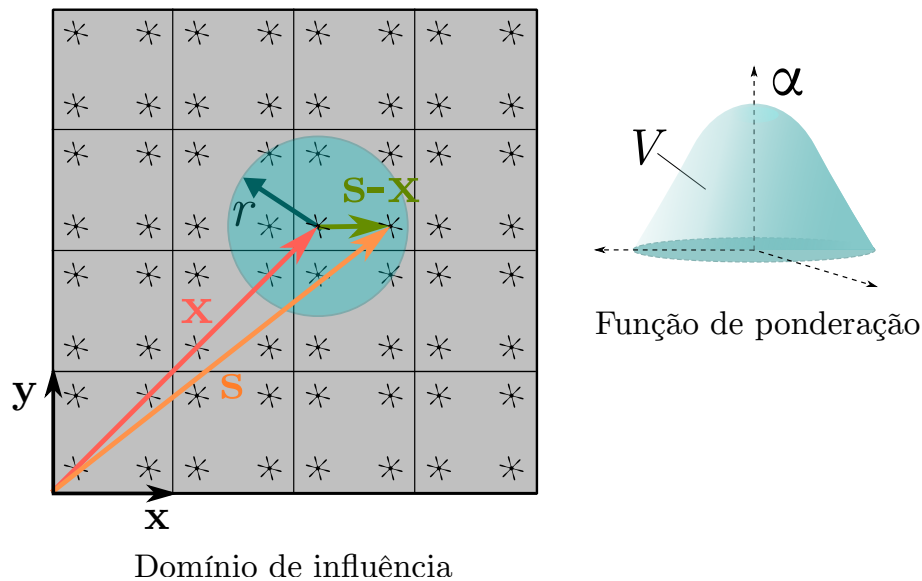 α
V
s-x
r
x
s
y
x
Função de ponderação
Domínio de influência